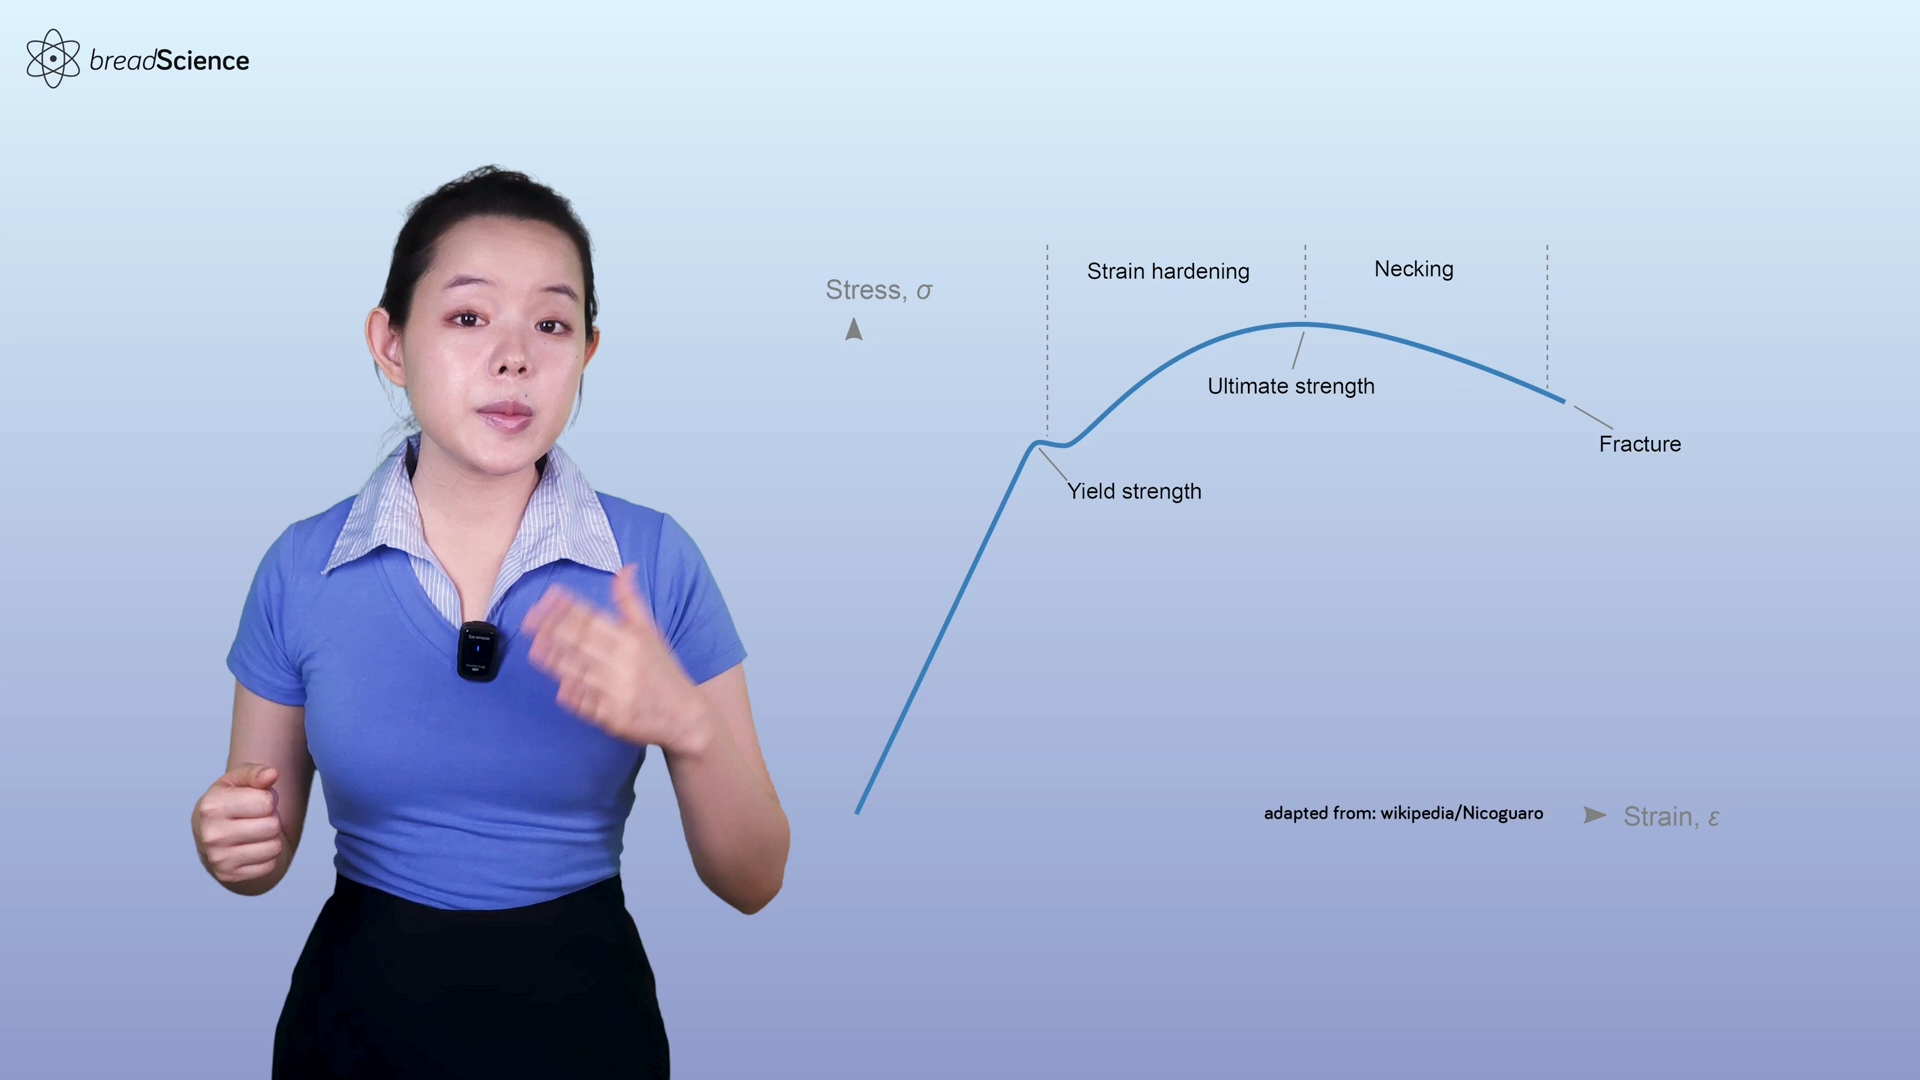 breadScience
Strain hardening
Necking
Stress, σ
Ultimate strength
Fracture
Yield strength
adapted from: wikipedia/Nicoguaro
Strain, ε